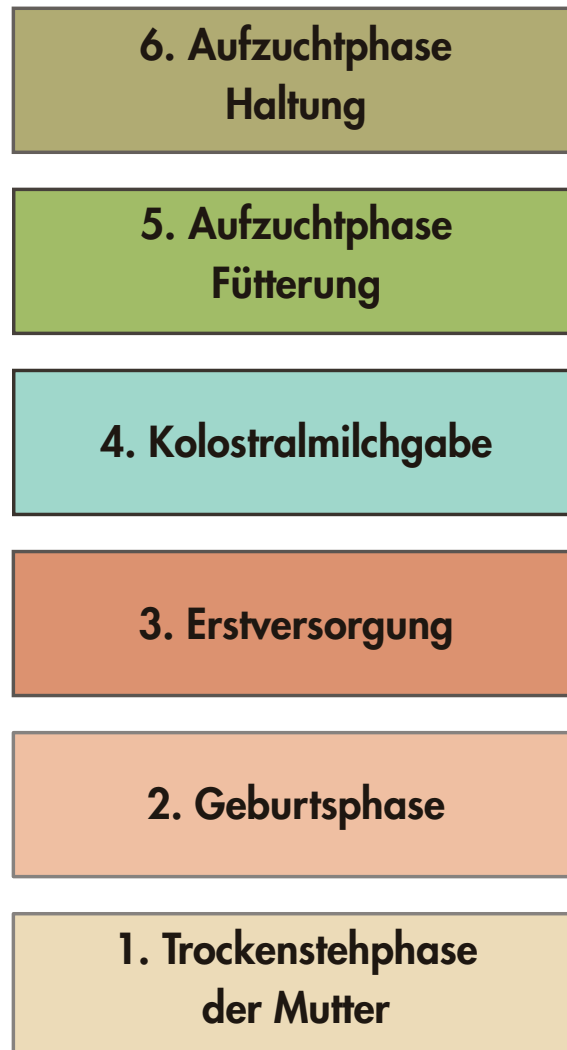 6. Aufzuchtphase
Haltung
5. Aufzuchtphase
Fütterung
4. Kolostralmilchgabe
3. Erstversorgung
2. Geburtsphase
1. Trockenstehphase
der Mutter